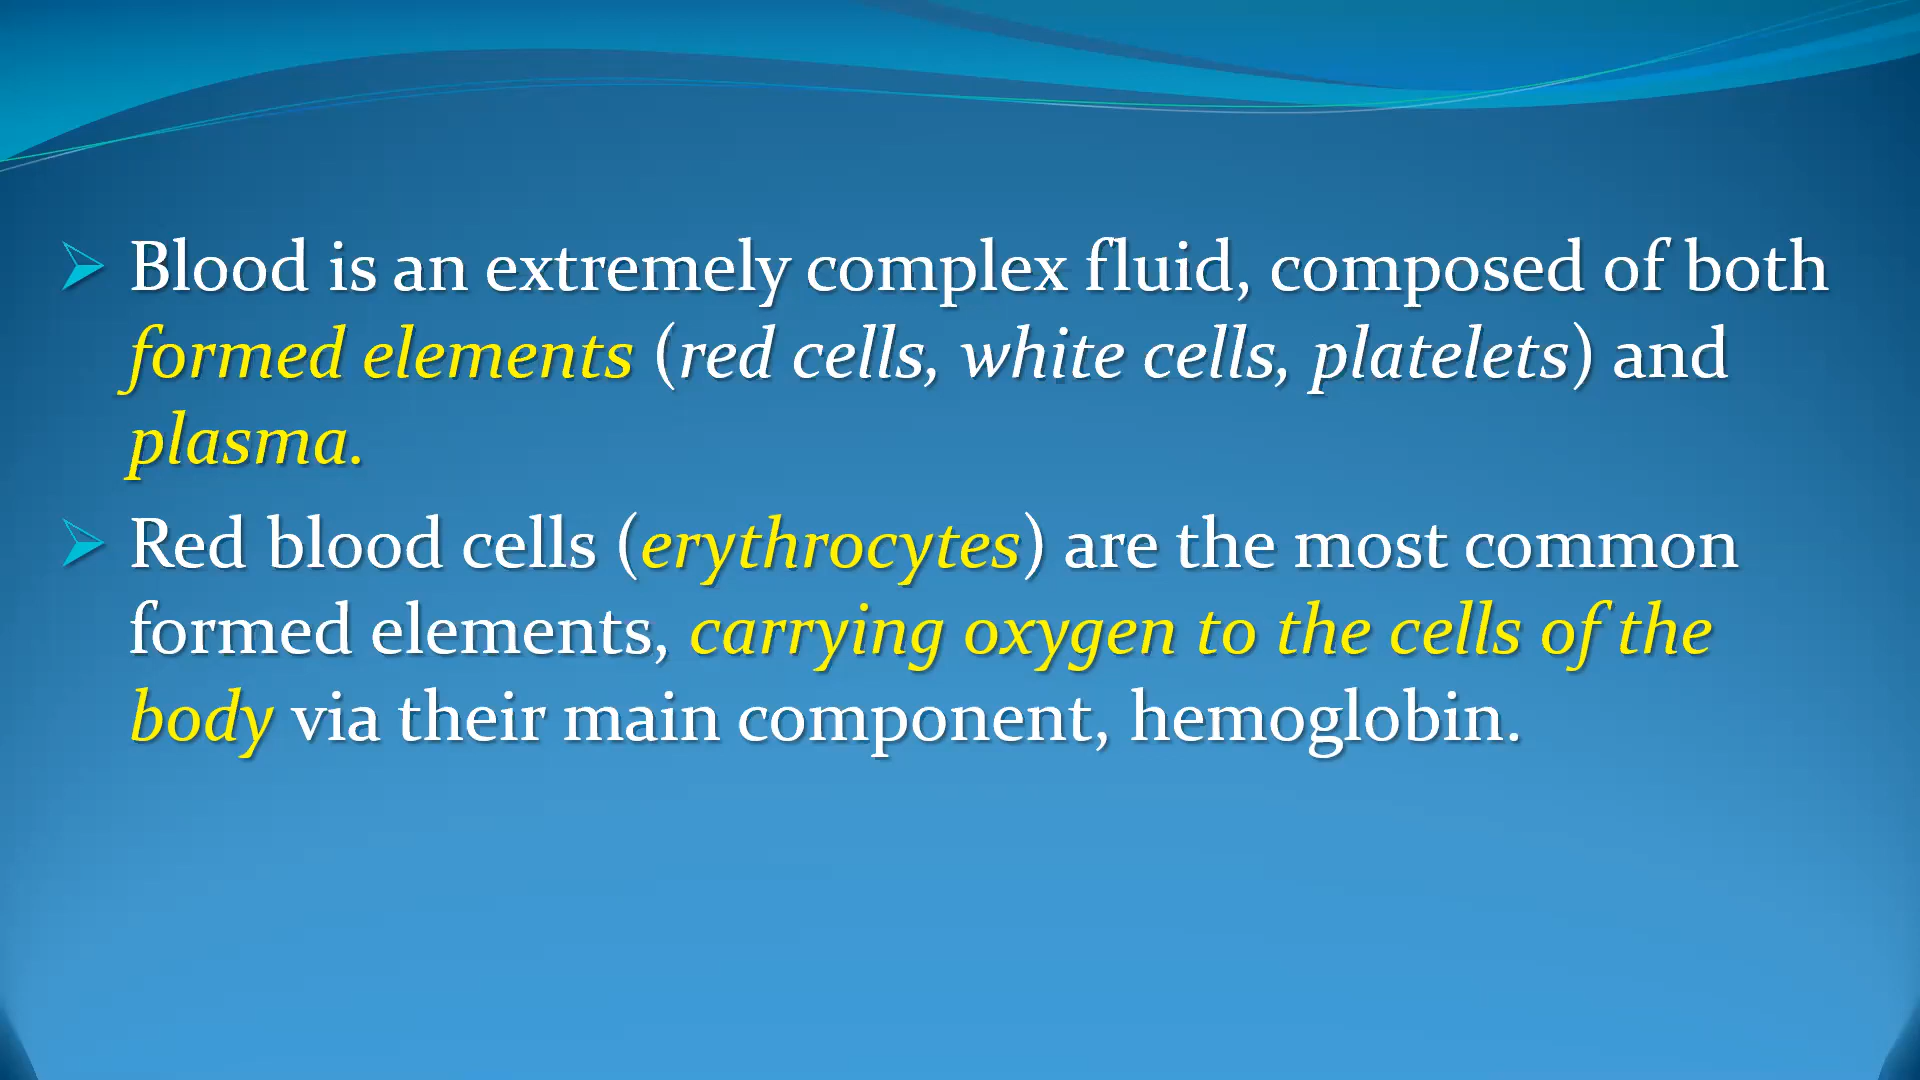 Blood is an extremely complex fluid, composed of both
formed elements (red cells, white cells, platelets) and
plasma.
Red blood cells (erythrocytes) are the most common
formed elements, carrying oxygen to the cells of the
body via their main component, hemoglobin.